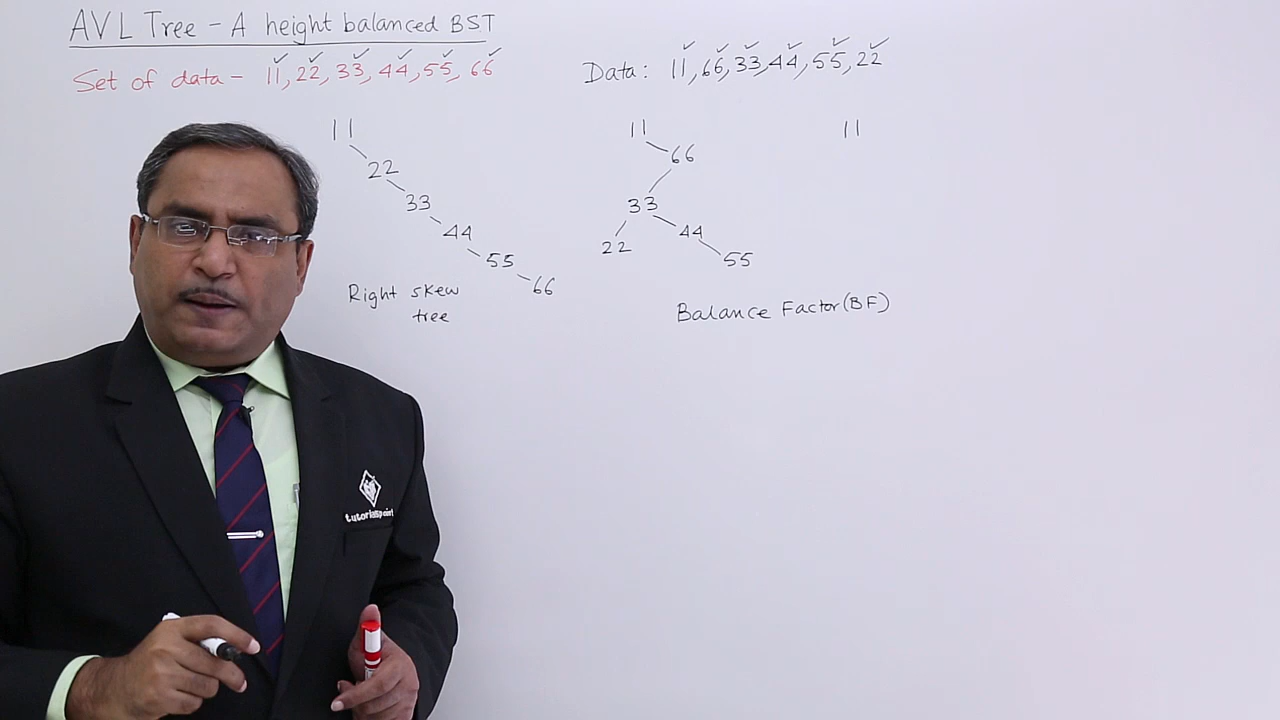 AVL Tree - A height balanced BST
Set of data - 11, 22, 33, 44, 55, 66
Data: 11, 66, 33, 44, 55, 22
11
22
33
44
55
66
Right skew
tree
11
66
33
22 44
55
Balance Factor(BF)
11
tutorialspoint